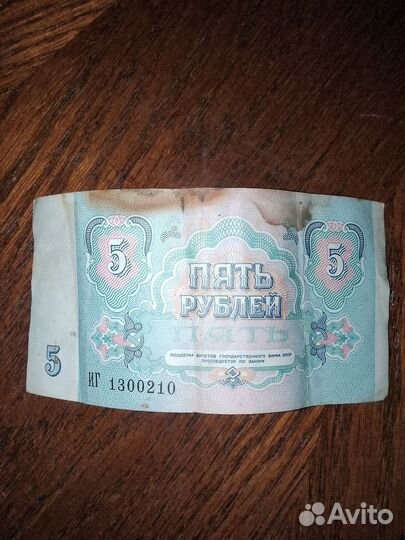 5
5
ПЯТЬ
РУБЛЕЙ
ПОДДЕЛКА БИЛЕТОВ ГОСУДАРСТВЕННОГО БАНКА СССР
ПРЕСЛЕДУЕТСЯ ПО ЗАКОНУ
5
ИГ 1300210
Avito